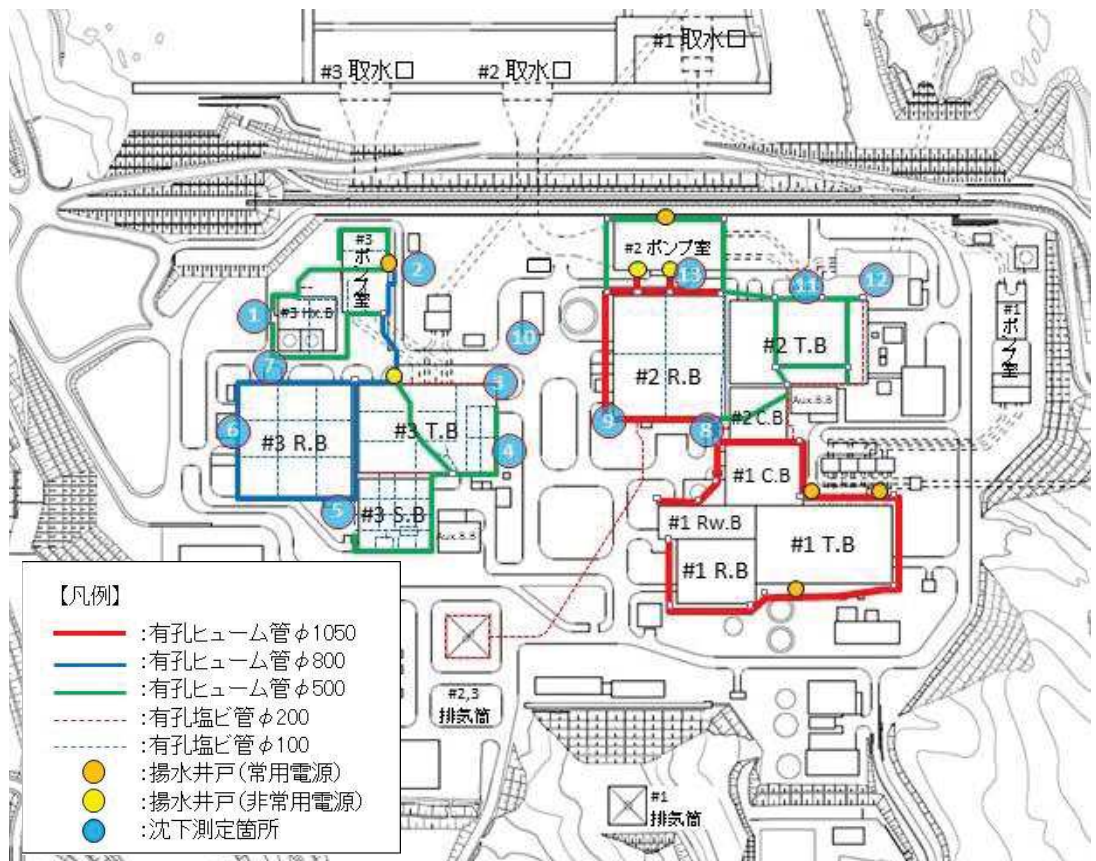 #1 取水口
#3 取水口
#2 取水口
#3
ポンプ室
2
#2 ポンプ室
13
11
12
1
#3 Hx.B
10
#1
ポンプ室
#2 T.B
7
3
#2 R.B
6
#3 R.B
#3 T.B
4
9
8
#2 C.B
Aux.B.B
#1 C.B
5
#3 S.B
Aux.B.B
#1 Rw.B
#1 T.B
#1 R.B
#2,3
排気筒
#1
排気筒
【凡例】
:有孔ヒューム管φ1050
:有孔ヒューム管φ800
:有孔ヒューム管φ500
:有孔塩ビ管φ200
:有孔塩ビ管φ100
:揚水井戸(常用電源)
:揚水井戸(非常用電源)
:沈下測定箇所